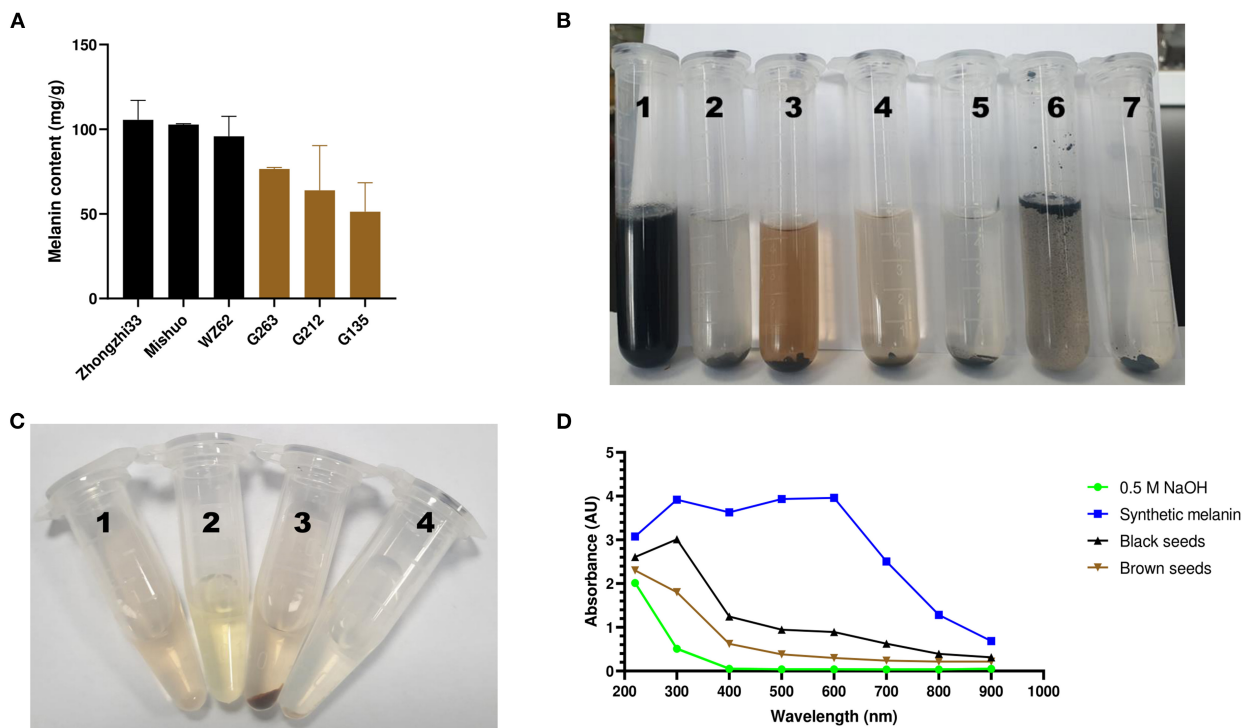 A
150
100
50
0
Melanin content (mg/g)
Zhongzhi33
Mishuo
WZ62
G263
G212
G135
B
1 2 3 4 5 6 7
C
1 2 3 4
D
5
4
3
2
1
0
Absorbance (AU)
200 300 400 500 600 700 800 900 1000
Wavelength (nm)
0.5 M NaOH
Synthetic melanin
Black seeds
Brown seeds